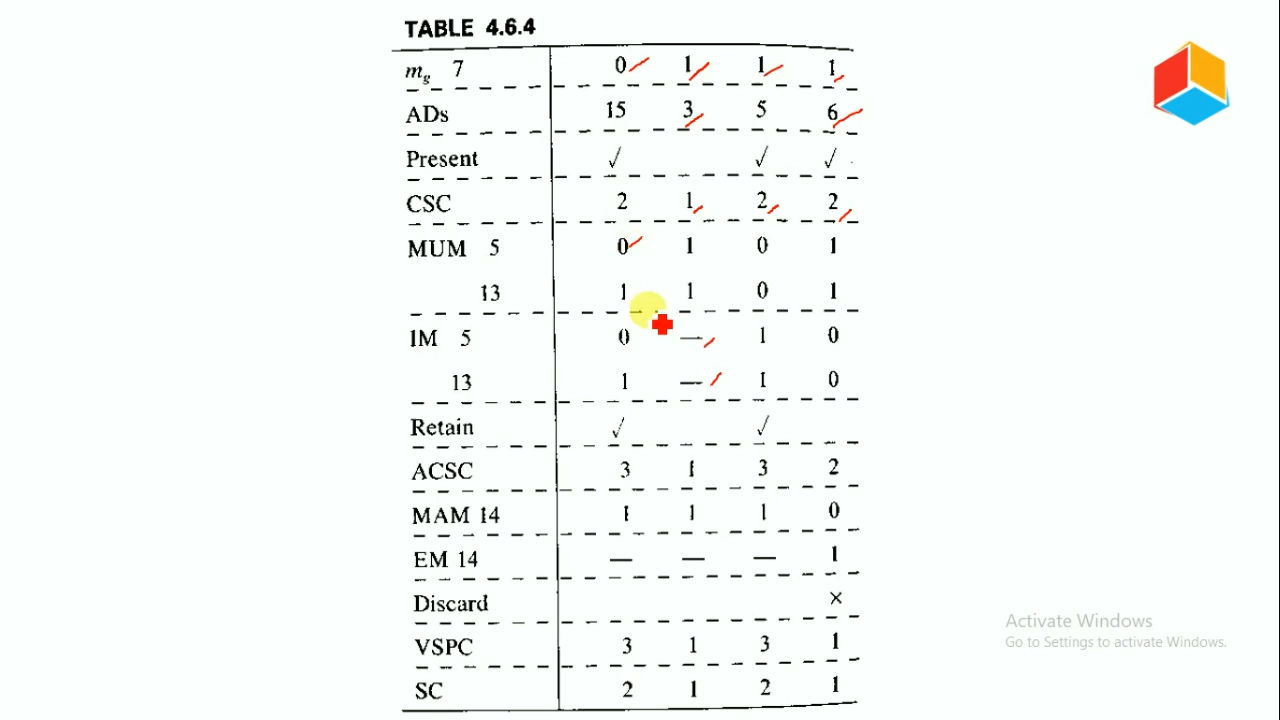 TABLE 4.6.4
mg 7 0 1 1 1
ADs 15 3 5 6
Present ✓ ✓ ✓
CSC 2 1 2 2
MUM 5 0 1 0 1
13 1 1 0 1
IM 5 0 — 1 0
13 1 — 1 0
Retain ✓ ✓
ACSC 3 1 3 2
MAM 14 1 1 1 0
EM 14 — — — 1
Discard ×
VSPC 3 1 3 1
SC 2 1 2 1
Activate Windows
Go to Settings to activate Windows.